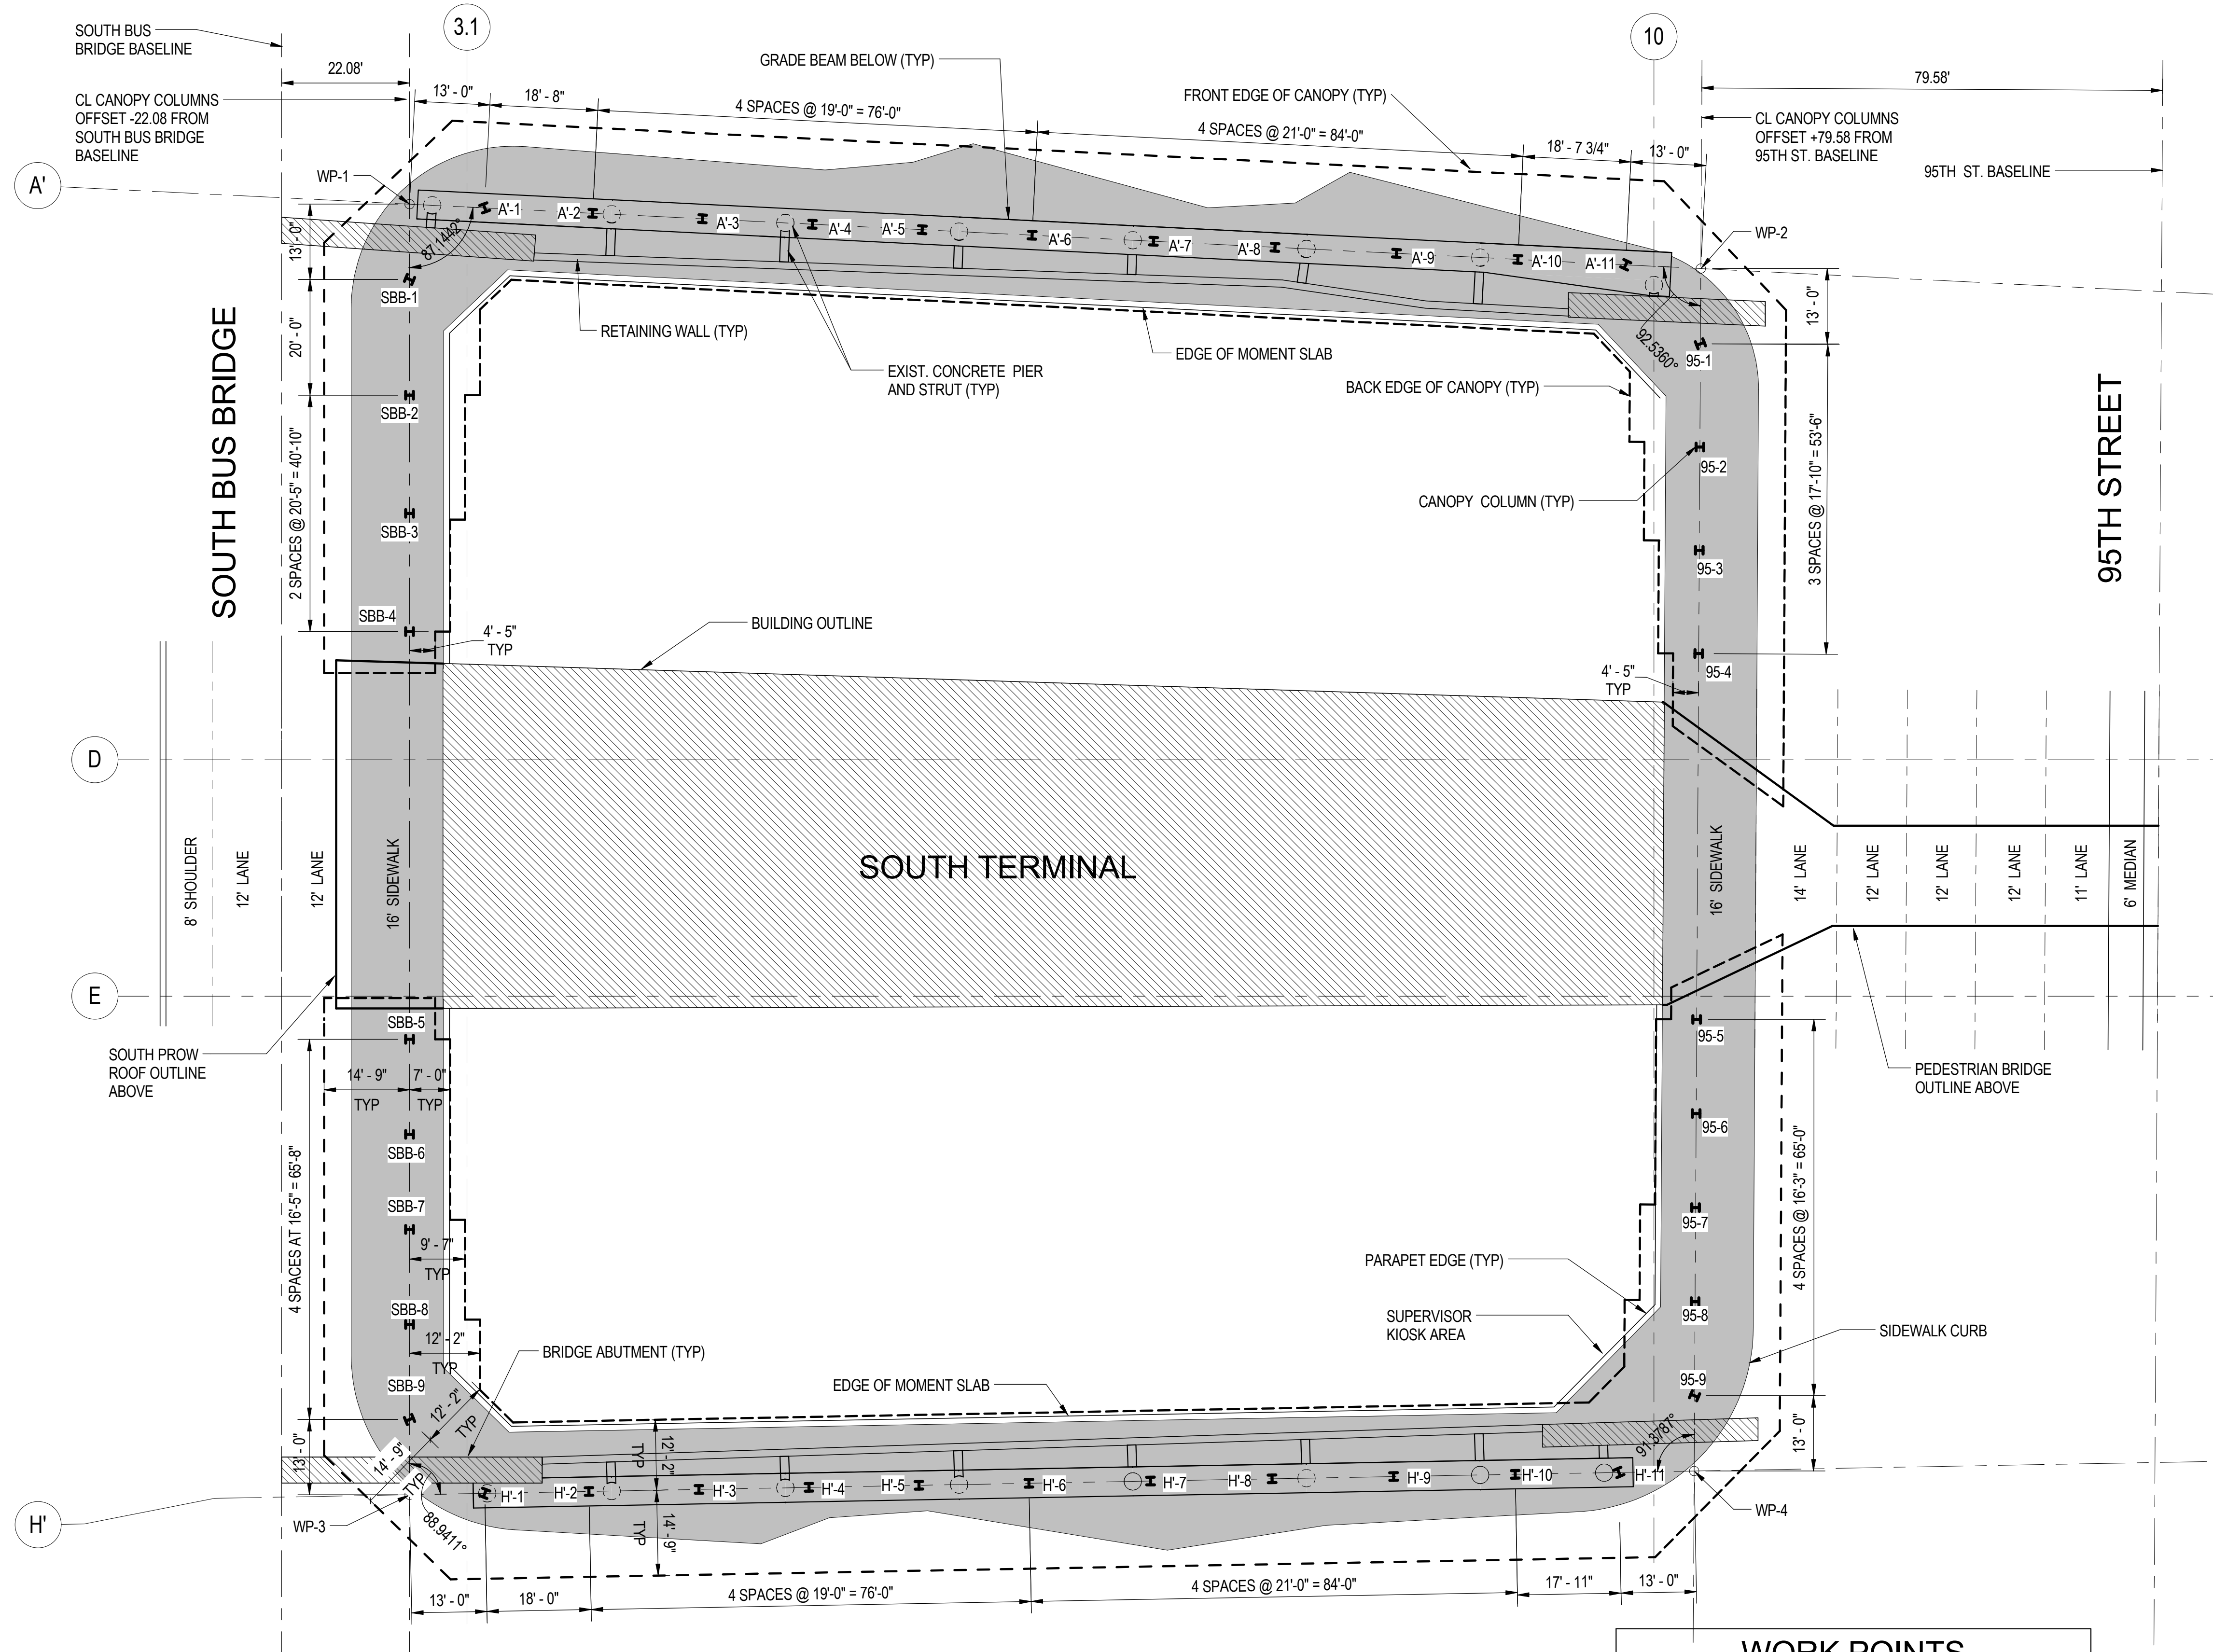 SOUTH BUS
BRIDGE BASELINE
3.1
10
22.08'
79.58'
GRADE BEAM BELOW (TYP)
FRONT EDGE OF CANOPY (TYP)
CL CANOPY COLUMNS
OFFSET -22.08 FROM
SOUTH BUS BRIDGE
BASELINE
13' - 0"
18' - 8"
4 SPACES @ 19'-0" = 76'-0"
4 SPACES @ 21'-0" = 84'-0"
18' - 7 3/4"
13' - 0"
CL CANOPY COLUMNS
OFFSET +79.58 FROM
95TH ST. BASELINE
95TH  ST. BASELINE
A'
WP-1
WP-2
A'-1
A'-2
A'-3
A'-4
A'-5
A'-6
A'-7
A'-8
A'-9
A'-10
A'-11
13' - 0"
87.1442°
SBB-1
20' - 0"
SBB-2
2 SPACES @ 20'-5" = 40'-10"
SBB-3
SBB-4
4' - 5"
TYP
SOUTH BUS BRIDGE
RETAINING WALL (TYP)
EXIST. CONCRETE  PIER
AND STRUT (TYP)
EDGE OF MOMENT SLAB
BACK EDGE OF CANOPY (TYP)
CANOPY  COLUMN (TYP)
92.5360°
13' - 0"
95-1
95-2
95-3
95-4
3 SPACES @ 17'-10" = 53'-6"
4' - 5"
TYP
95TH STREET
BUILDING OUTLINE
D
SOUTH TERMINAL
8' SHOULDER
12' LANE
12' LANE
16' SIDEWALK
16' SIDEWALK
14' LANE
12' LANE
12' LANE
12' LANE
11' LANE
6' MEDIAN
E
SOUTH PROW
ROOF OUTLINE
ABOVE
PEDESTRIAN BRIDGE
OUTLINE ABOVE
SBB-5
14' - 9"
TYP
7' - 0"
TYP
SBB-6
SBB-7
9' - 7"
TYP
SBB-8
12' - 2"
TYP
SBB-9
4 SPACES AT 16'-5" = 65'-8"
13' - 0"
12' - 2"
TYP
14' - 9"
TYP
88.9411°
BRIDGE ABUTMENT (TYP)
EDGE OF MOMENT SLAB
12' - 2"
TYP
14' - 9"
TYP
95-5
95-6
95-7
95-8
95-9
4 SPACES @ 16'-3" = 65'-0"
13' - 0"
91.3787°
PARAPET EDGE (TYP)
SUPERVISOR
KIOSK AREA
SIDEWALK CURB
H'
WP-3
WP-4
H'-1
H'-2
H'-3
H'-4
H'-5
H'-6
H'-7
H'-8
H'-9
H'-10
H'-11
13' - 0"
18' - 0"
4 SPACES @ 19'-0" = 76'-0"
4 SPACES @ 21'-0" = 84'-0"
17' - 11"
13' - 0"
WORK POINTS